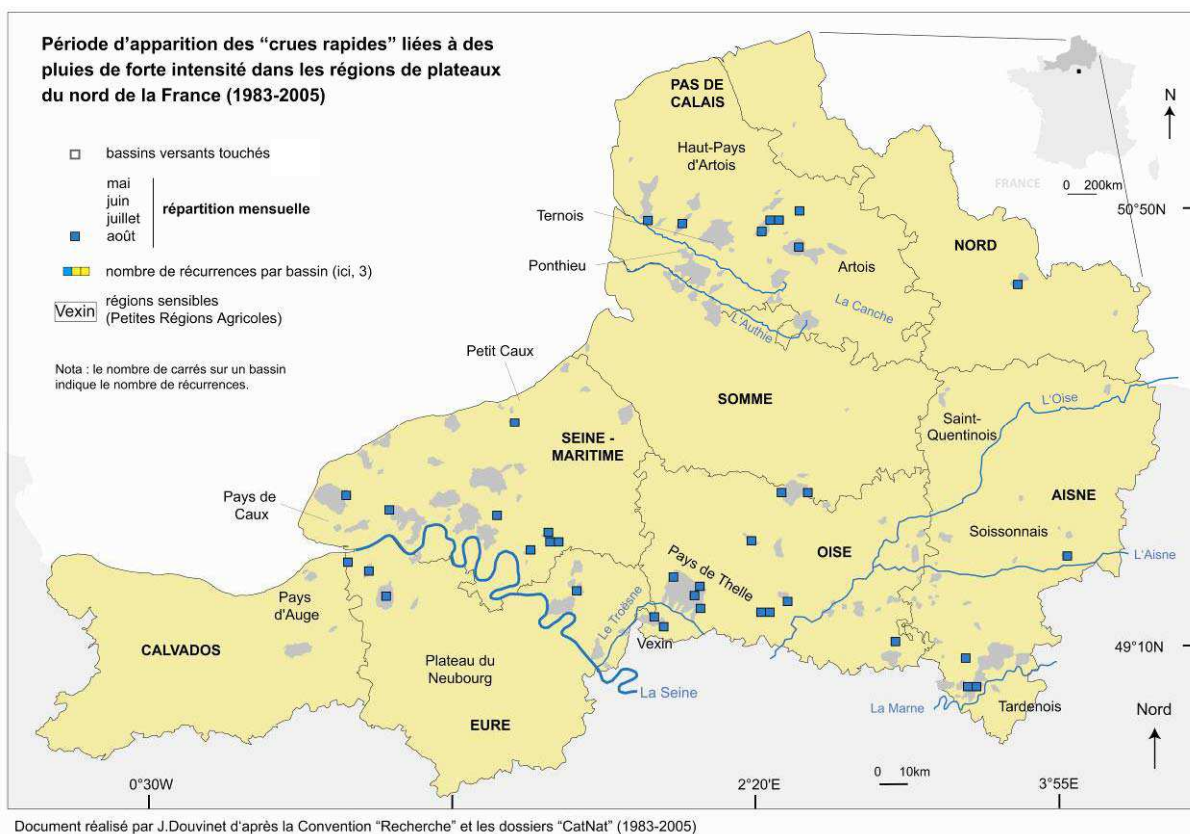 Période d'apparition des “crues rapides” liées à des
pluies de forte intensité dans les régions de plateaux
du nord de la France (1983-2005)
bassins versants touchés
mai
juin
juillet
août
répartition mensuelle
nombre de récurrences par bassin (ici, 3)
Vexin
régions sensibles
(Petites Régions Agricoles)
Nota : le nombre de carrés sur un bassin
indique le nombre de récurrences.
FRANCE
0 200km
N
50°50N
PAS DE
CALAIS
Haut-Pays
d'Artois
Ternois
Ponthieu
Artois
La Canche
L'Authie
NORD
Petit Caux
SOMME
L'Oise
Saint-
Quentinois
SEINE -
MARITIME
AISNE
Pays de
Caux
Soissonnais
OISE
L'Aisne
Pays de Thelle
Pays
d'Auge
Le Troësne
Vexin
CALVADOS
49°10N
Plateau du
Neubourg
La Seine
La Marne
Tardenois
Nord
EURE
0 10km
0°30W
2°20'E
3°55E
Document réalisé par J.Douvinet d'après la Convention “Recherche” et les dossiers “CatNat” (1983-2005)